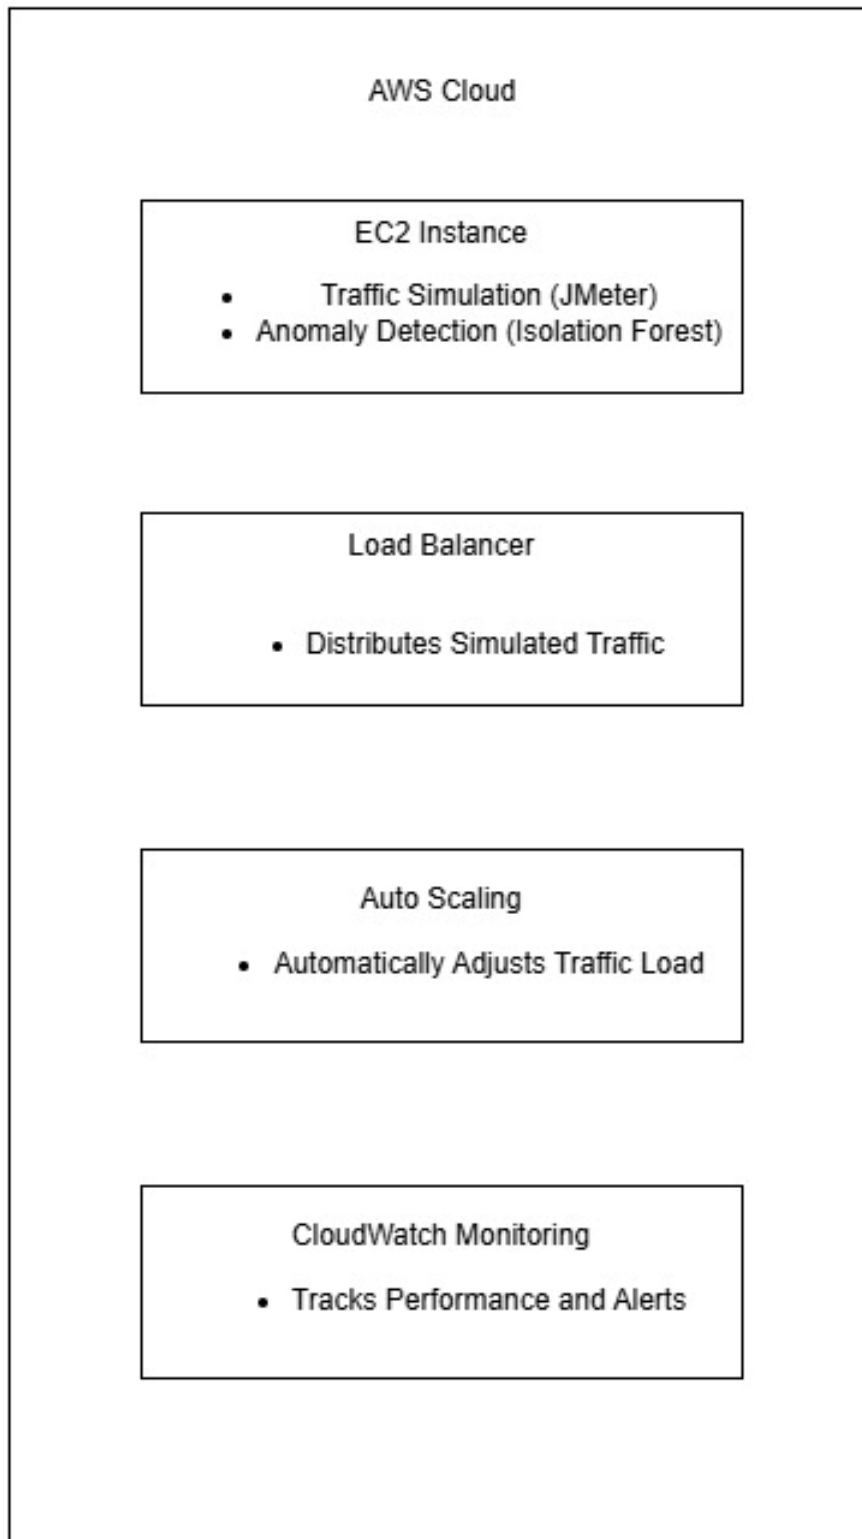 AWS Cloud
EC2 Instance
• Traffic Simulation (JMeter)
• Anomaly Detection (Isolation Forest)
Load Balancer
• Distributes Simulated Traffic
Auto Scaling
• Automatically Adjusts Traffic Load
CloudWatch Monitoring
• Tracks Performance and Alerts